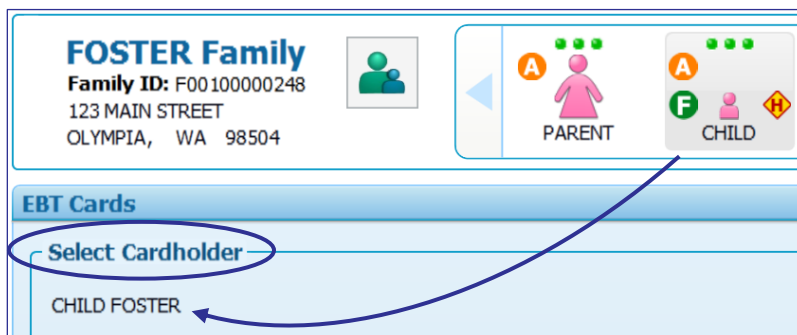 FOSTER Family
Family ID: F00100000248
123 MAIN STREET
OLYMPIA, WA 98504
A
PARENT
A
F
H
CHILD
EBT Cards
Select Cardholder
CHILD FOSTER